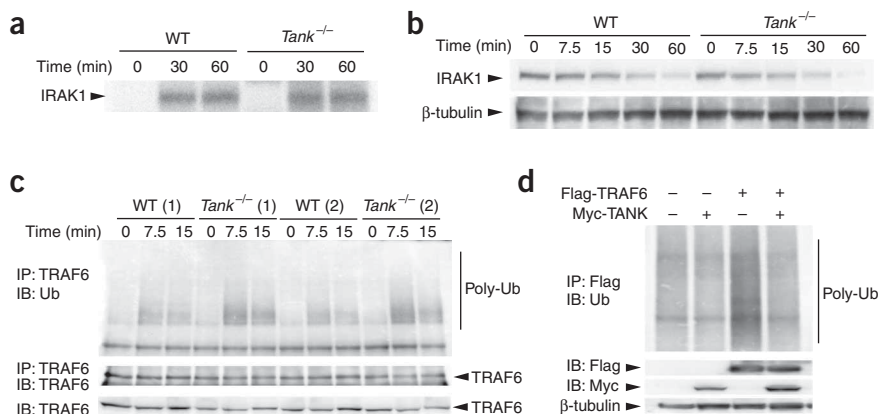 a
WT Tank–/–
Time (min) 0 30 60 0 30 60
IRAK1
b
WT Tank–/–
Time (min) 0 7.5 15 30 60 0 7.5 15 30 60
IRAK1
β-tubulin
c
WT (1) Tank–/– (1) WT (2) Tank–/– (2)
Time (min) 0 7.5 15 0 7.5 15 0 7.5 15 0 7.5 15
IP: TRAF6
IB: Ub
Poly-Ub
IP: TRAF6
IB: TRAF6
TRAF6
IB: TRAF6
TRAF6
d
Flag-TRAF6 – – + +
Myc-TANK – + – +
IP: Flag
IB: Ub
Poly-Ub
IB: Flag
IB: Myc
β-tubulin